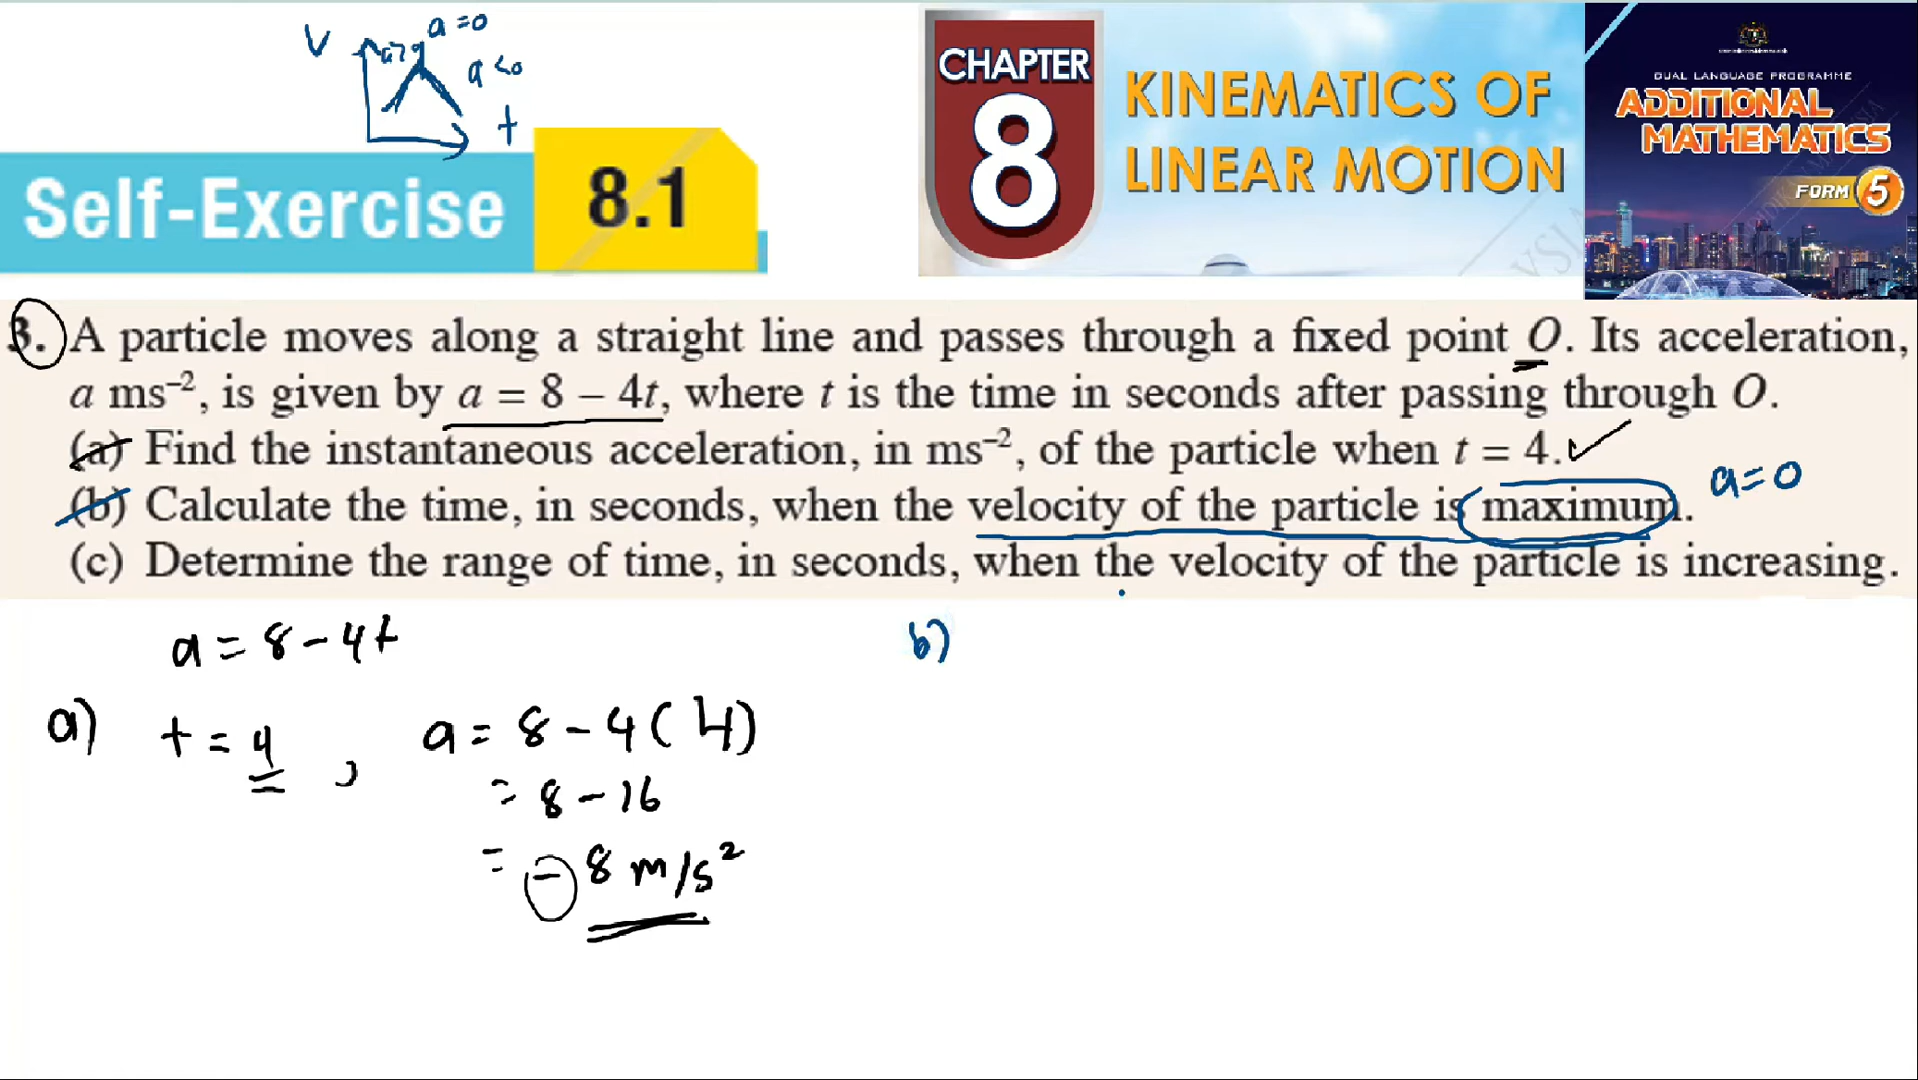 V
a>0
a=0
a<0
t
Self-Exercise 8.1
CHAPTER 8
KINEMATICS OF
LINEAR MOTION
DUAL LANGUAGE PROGRAMME
ADDITIONAL
MATHEMATICS
FORM 5
3. A particle moves along a straight line and passes through a fixed point O. Its acceleration,
a ms⁻², is given by a = 8 – 4t, where t is the time in seconds after passing through O.
(a) Find the instantaneous acceleration, in ms⁻², of the particle when t = 4.
(b) Calculate the time, in seconds, when the velocity of the particle is maximum. a=0
(c) Determine the range of time, in seconds, when the velocity of the particle is increasing.
a = 8 - 4t
a) t = 4 , a = 8 - 4(4)
= 8 - 16
= - 8 m/s²
b)